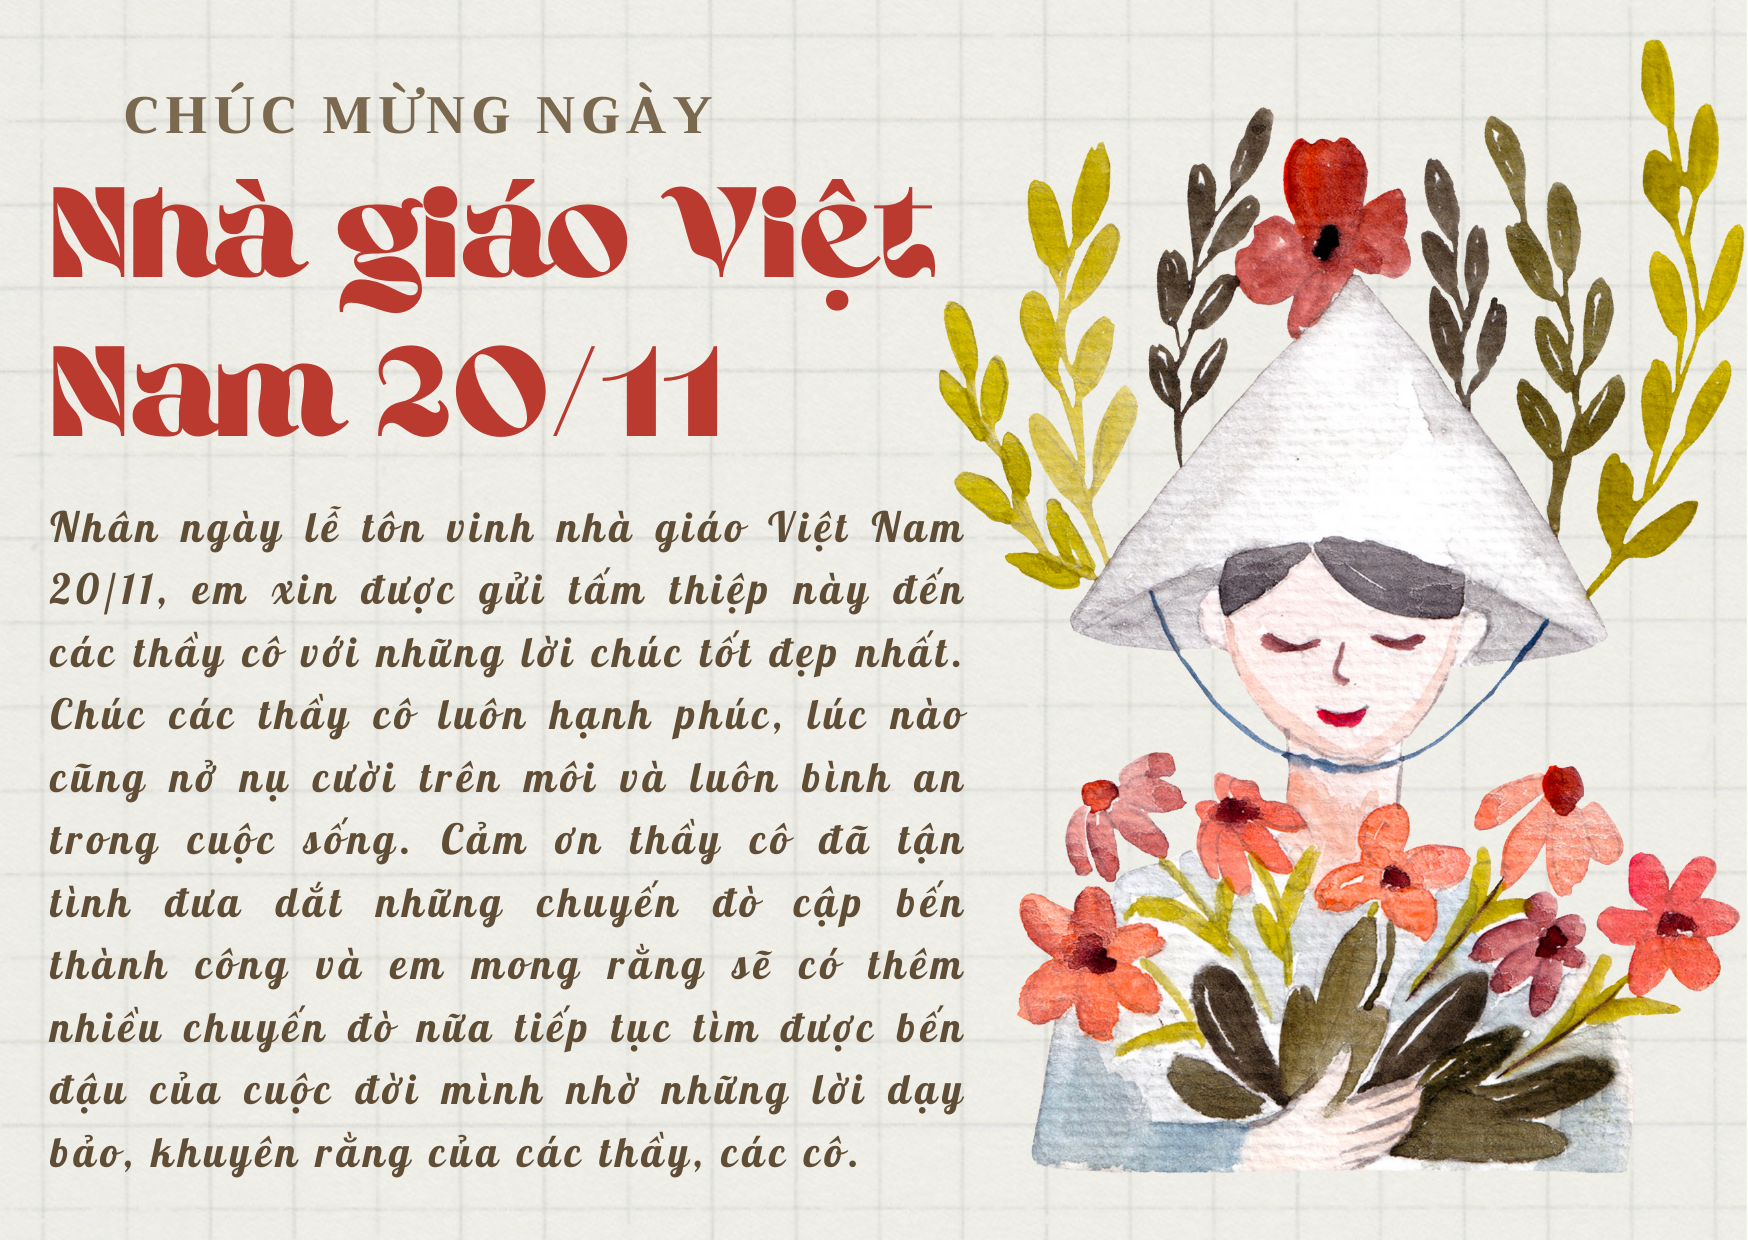 CHÚC MỪNG NGÀY
Nhà giáo Việt
Nam 20/11
Nhân ngày lễ tôn vinh nhà giáo Việt Nam
20/11, em xin được gửi tấm thiệp này đến
các thầy cô với những lời chúc tốt đẹp nhất.
Chúc các thầy cô luôn hạnh phúc, lúc nào
cũng nở nụ cười trên môi và luôn bình an
trong cuộc sống. Cảm ơn thầy cô đã tận
tình đưa dắt những chuyến đò cập bến
thành công và em mong rằng sẽ có thêm
nhiều chuyến đò nữa tiếp tục tìm được bến
đậu của cuộc đời mình nhờ những lời dạy
bảo, khuyên rằng của các thầy, các cô.